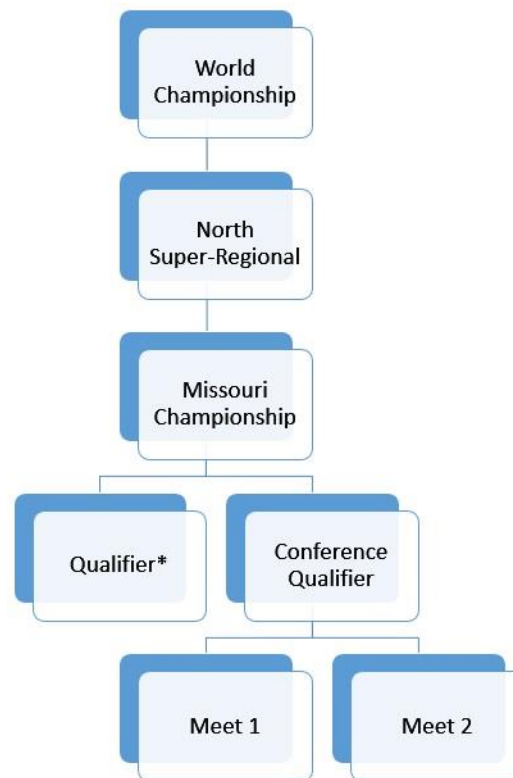 World
Championship
North
Super-Regional
Missouri
Championship
Qualifier*
Conference
Qualifier
Meet 1
Meet 2